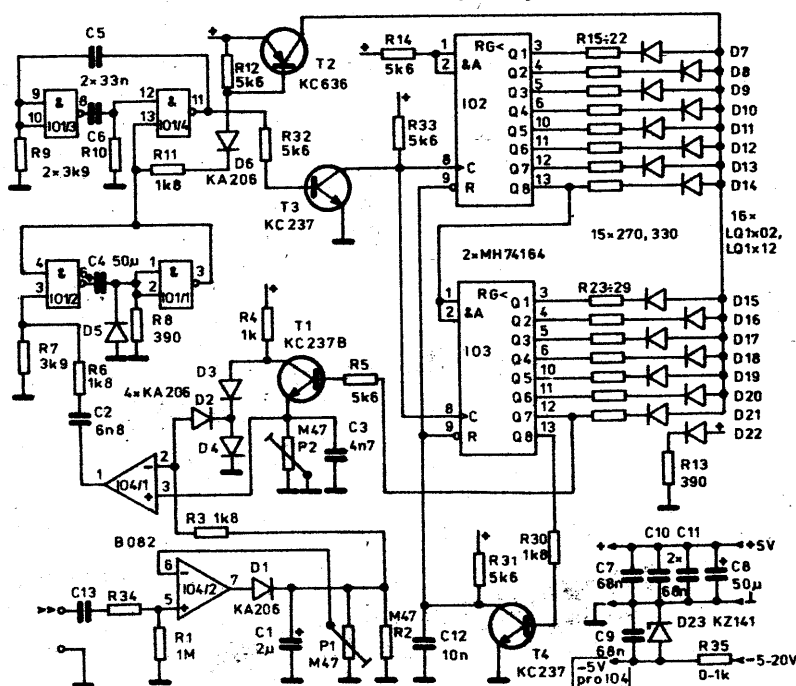 C5
2×33n
9
10
&
IO1/3
8
C6
R9
R10
2×3k9
12
13
&
IO1/4
11
R11
1k8
R12
5k6
T2
KC636
D6
KA206
R32
5k6
T3
KC237
R14
5k6
R33
5k6
1
2
RG<
&A
IO2
8
C
9
R
Q1 3
Q2 4
Q3 5
Q4 6
Q5 10
Q6 11
Q7 12
Q8 13
R15÷22
D7
D8
D9
D10
D11
D12
D13
D14
16×
LQ1×02,
LQ1×12
15×270, 330
2×MH74164
4
3
&
IO1/2
6
C4 50µ
1
2
&
IO1/1
3
D5
R8
390
R7
3k9
R6
1k8
C2
6n8
R4
1k
T1
KC237B
R5
5k6
4×KA206
D3
D2
D4
M47
P2
C3
4n7
1
2
RG<
&A
IO3
8
C
9
R
Q1 3
Q2 4
Q3 5
Q4 6
Q5 10
Q6 11
Q7 12
Q8 13
R23÷29
D15
D16
D17
D18
D19
D20
D21
D22
R13
390
1
IO4/1
2
3
R3 1k8
B082
6
5
IO4/2
7
D1
KA206
C13
R34
R1
1M
C1
2µ
P1
M47
M47
R2
C12
10n
R31
5k6
R30
1k8
T4
KC237
C10
C11
+5V
C7
68n
2×
68n
C8
50µ
⊥
C9
68n
D23 KZ141
R35
0-1k
-5-20V
-5V
pro IO4